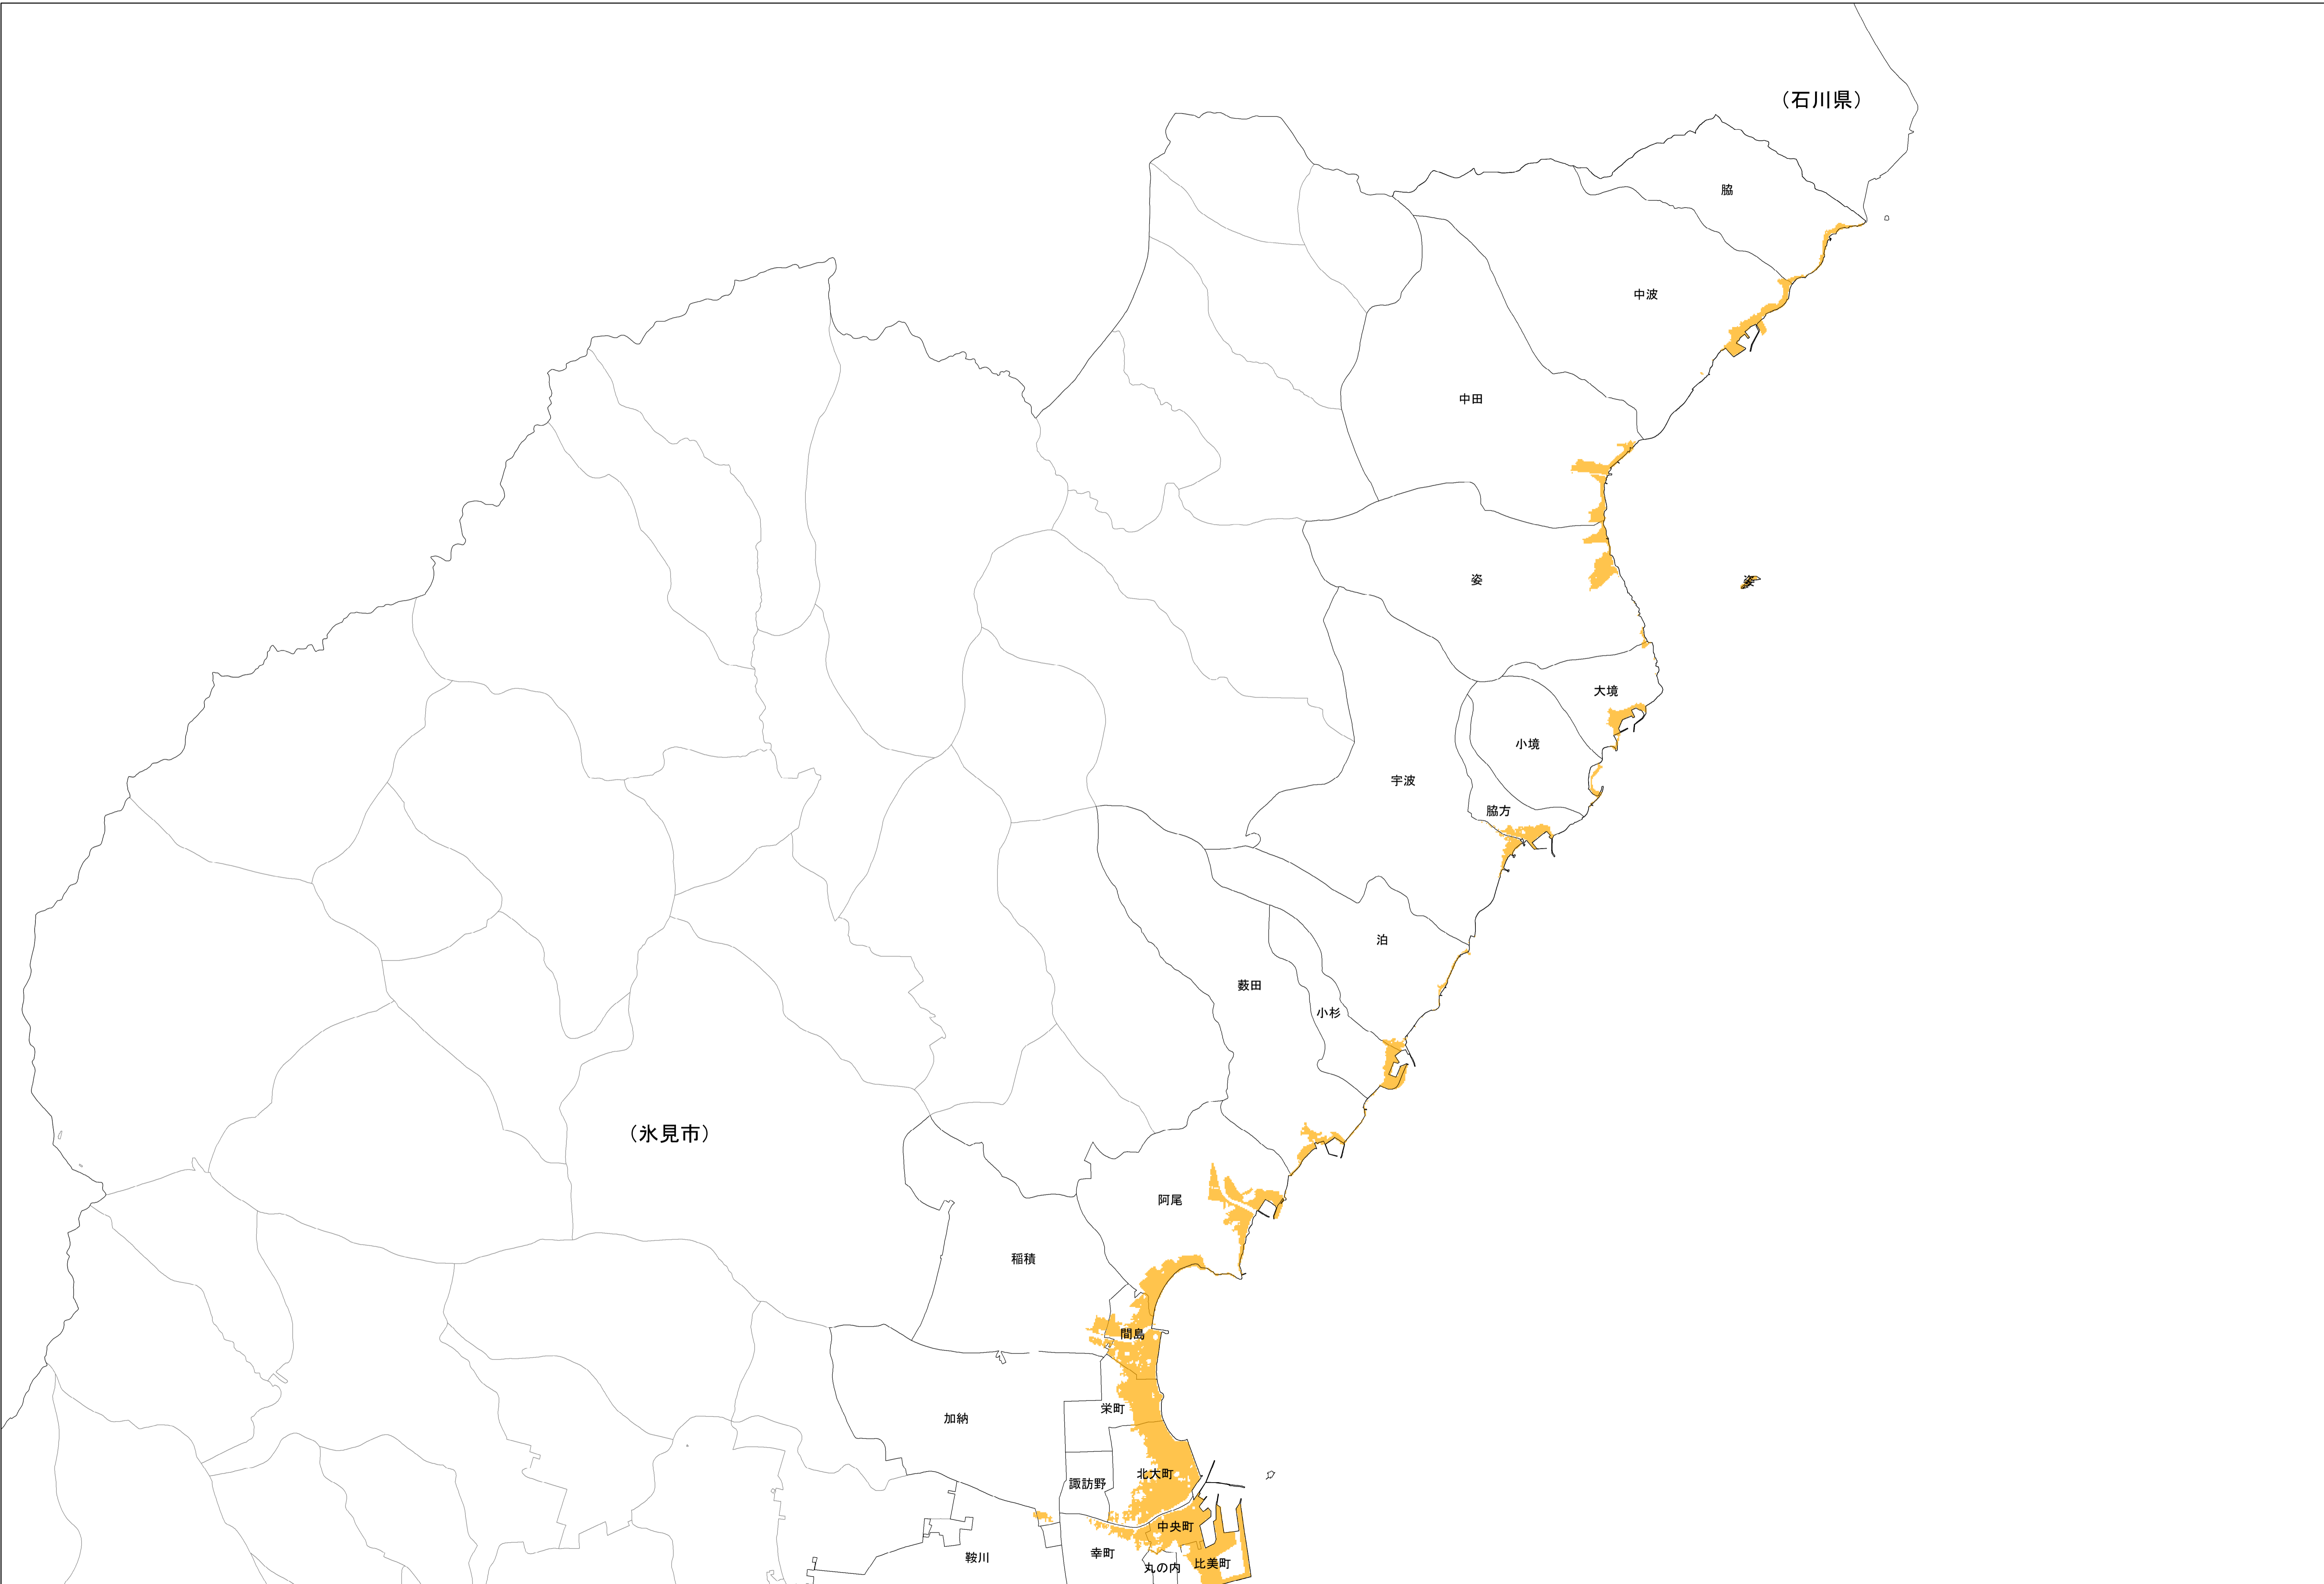 （石川県）
脇
中波
中田
姿
姿
大境
小境
宇波
脇方
泊
薮田
小杉
（氷見市）
阿尾
稲積
間島
栄町
加納
北大町
諏訪野
中央町
幸町
鞍川
比美町
丸の内